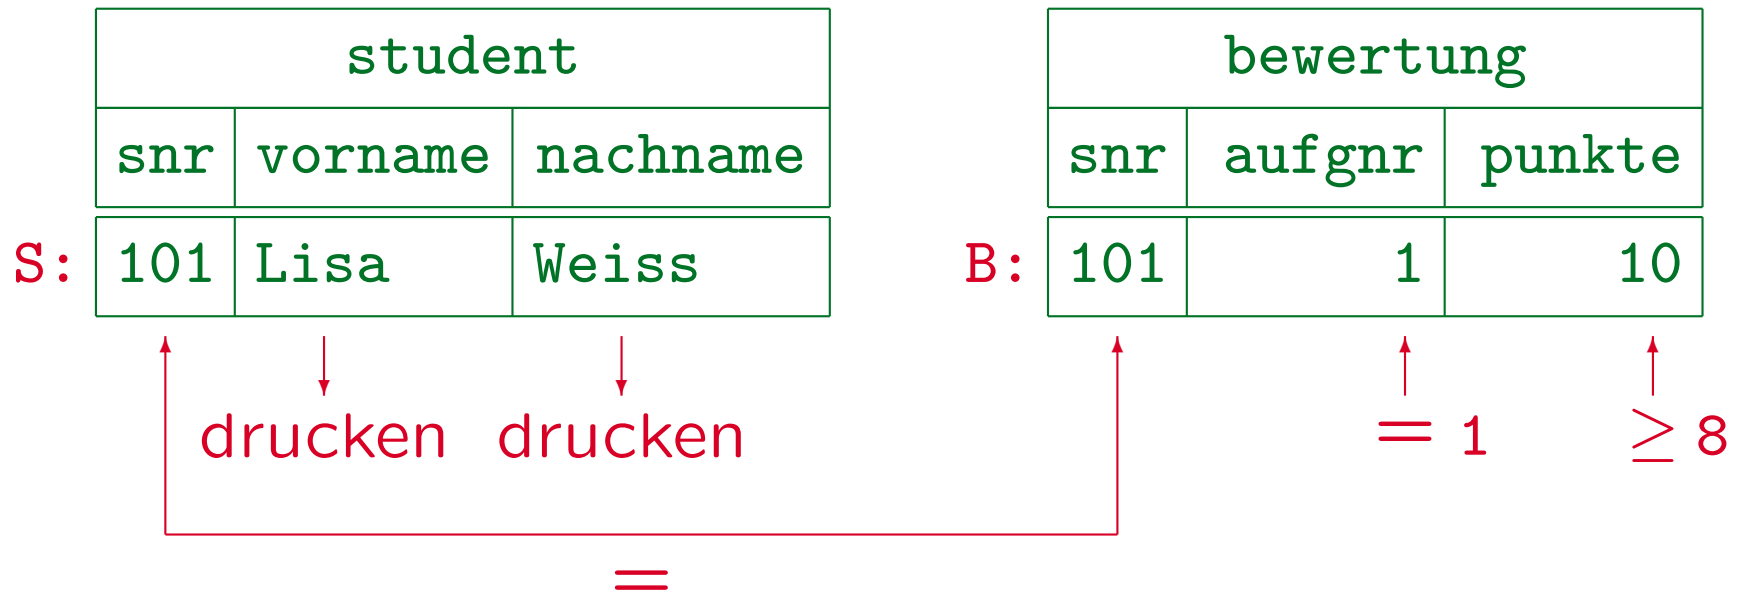 student bewertung
snr vorname nachname snr aufgnr punkte
S: 101 Lisa Weiss B: 101 1 10
drucken drucken = 1 ≥ 8
=